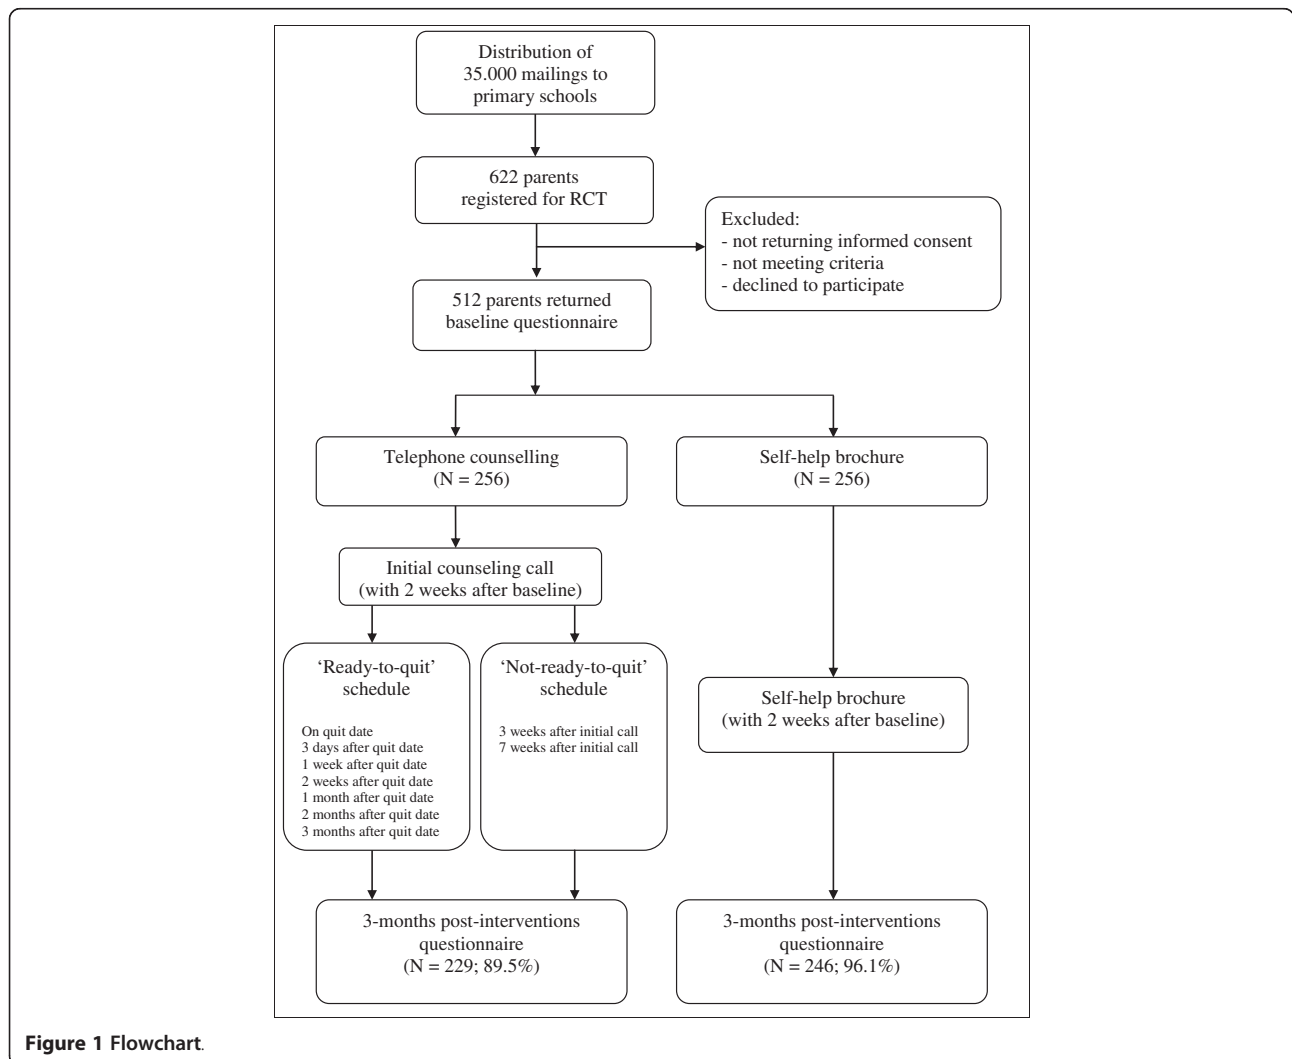 Distribution of
35.000 mailings to
primary schools
622 parents
registered for RCT
Excluded:
- not returning informed consent
- not meeting criteria
- declined to participate
512 parents returned
baseline questionnaire
Telephone counselling
(N = 256)
Self-help brochure
(N = 256)
Initial counseling call
(with 2 weeks after baseline)
‘Ready-to-quit’
schedule
On quit date
3 days after quit date
1 week after quit date
2 weeks after quit date
1 month after quit date
2 months after quit date
3 months after quit date
‘Not-ready-to-quit’
schedule
3 weeks after initial call
7 weeks after initial call
Self-help brochure
(with 2 weeks after baseline)
3-months post-interventions
questionnaire
(N = 229; 89.5%)
3-months post-interventions
questionnaire
(N = 246; 96.1%)
Figure 1 Flowchart.